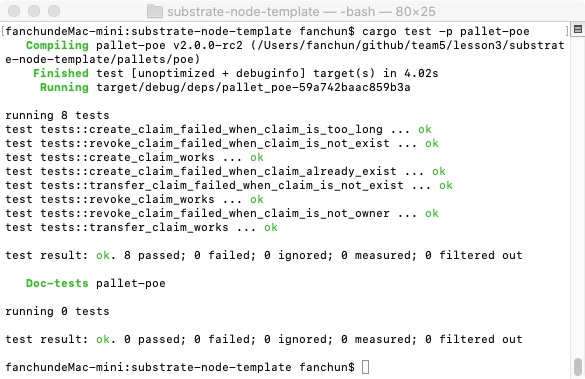 substrate-node-template — -bash — 80×25
[fanchundeMac-mini:substrate-node-template fanchun$ cargo test -p pallet-poe ]
Compiling pallet-poe v2.0.0-rc2 (/Users/fanchun/github/team5/lesson3/substrat
e-node-template/pallets/poe)
Finished test [unoptimized + debuginfo] target(s) in 4.02s
Running target/debug/deps/pallet_poe-59a742baac859b3a
running 8 tests
test tests::create_claim_failed_when_claim_is_too_long ... ok
test tests::revoke_claim_failed_when_claim_is_not_exist ... ok
test tests::create_claim_works ... ok
test tests::create_claim_failed_when_claim_already_exist ... ok
test tests::transfer_claim_failed_when_claim_is_not_exist ... ok
test tests::revoke_claim_works ... ok
test tests::revoke_claim_failed_when_claim_is_not_owner ... ok
test tests::transfer_claim_works ... ok
test result: ok. 8 passed; 0 failed; 0 ignored; 0 measured; 0 filtered out
Doc-tests pallet-poe
running 0 tests
test result: ok. 0 passed; 0 failed; 0 ignored; 0 measured; 0 filtered out
fanchundeMac-mini:substrate-node-template fanchun$